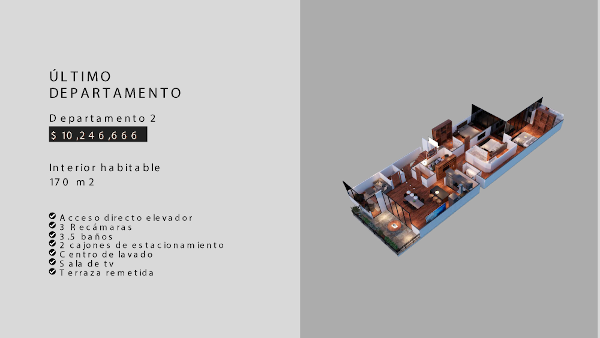 ÚLTIMO
DEPARTAMENTO
Departamento 2
$10,246,666
Interior habitable
170 m2
Acceso directo elevador
3 Recámaras
3.5 baños
2 cajones de estacionamiento
Centro de lavado
Sala de tv
Terraza remetida